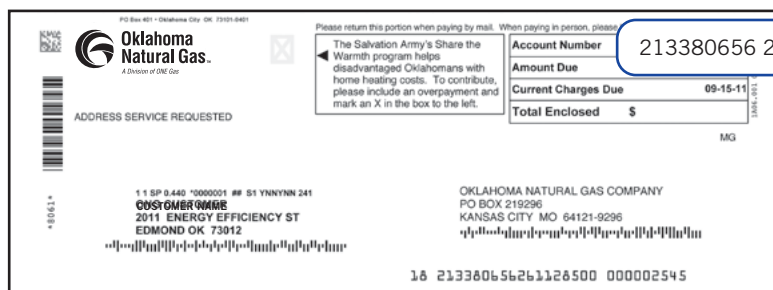 PO Box 401 • Oklahoma City OK 73101-0401
Oklahoma
Natural Gas
A Division of ONE Gas
Please return this portion when paying by mail. When paying in person, please
The Salvation Army's Share the
Warmth program helps
disadvantaged Oklahomans with
home heating costs. To contribute,
please include an overpayment and
mark an X in the box to the left.
Account Number
213380656 2
Amount Due
Current Charges Due 09-15-11
Total Enclosed $
1A06.001
MG
ADDRESS SERVICE REQUESTED
*8061*
1 1 SP 0.440 *0000001 ## S1 YNNYNN 241
CUSTOMER NAME
2011 ENERGY EFFICIENCY ST
EDMOND OK 73012
OKLAHOMA NATURAL GAS COMPANY
PO BOX 219296
KANSAS CITY MO 64121-9296
18 213380656261128500 000002545